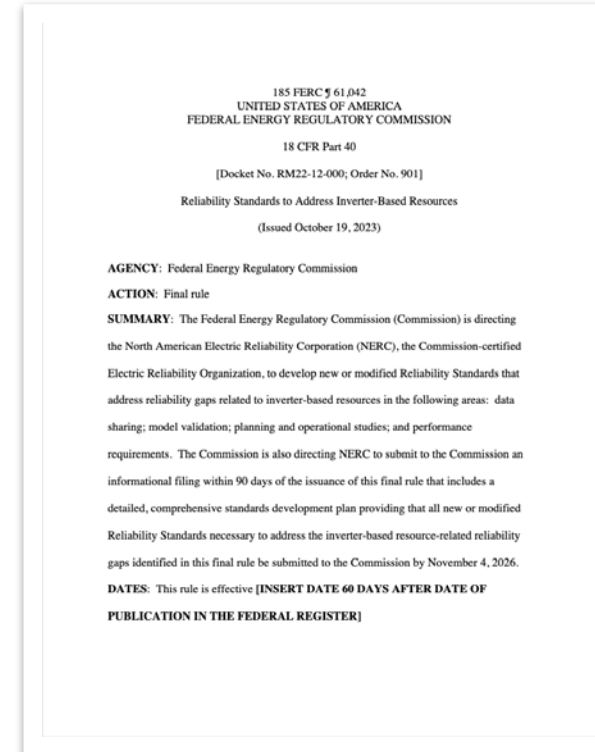 185 FERC ¶ 61,042
UNITED STATES OF AMERICA
FEDERAL ENERGY REGULATORY COMMISSION
18 CFR Part 40
[Docket No. RM22-12-000; Order No. 901]
Reliability Standards to Address Inverter-Based Resources
(Issued October 19, 2023)
AGENCY: Federal Energy Regulatory Commission
ACTION: Final rule
SUMMARY: The Federal Energy Regulatory Commission (Commission) is directing
the North American Electric Reliability Corporation (NERC), the Commission-certified
Electric Reliability Organization, to develop new or modified Reliability Standards that
address reliability gaps related to inverter-based resources in the following areas: data
sharing; model validation; planning and operational studies; and performance
requirements. The Commission is also directing NERC to submit to the Commission an
informational filing within 90 days of the issuance of this final rule that includes a
detailed, comprehensive standards development plan providing that all new or modified
Reliability Standards necessary to address the inverter-based resource-related reliability
gaps identified in this final rule be submitted to the Commission by November 4, 2026.
DATES: This rule is effective [INSERT DATE 60 DAYS AFTER DATE OF
PUBLICATION IN THE FEDERAL REGISTER]